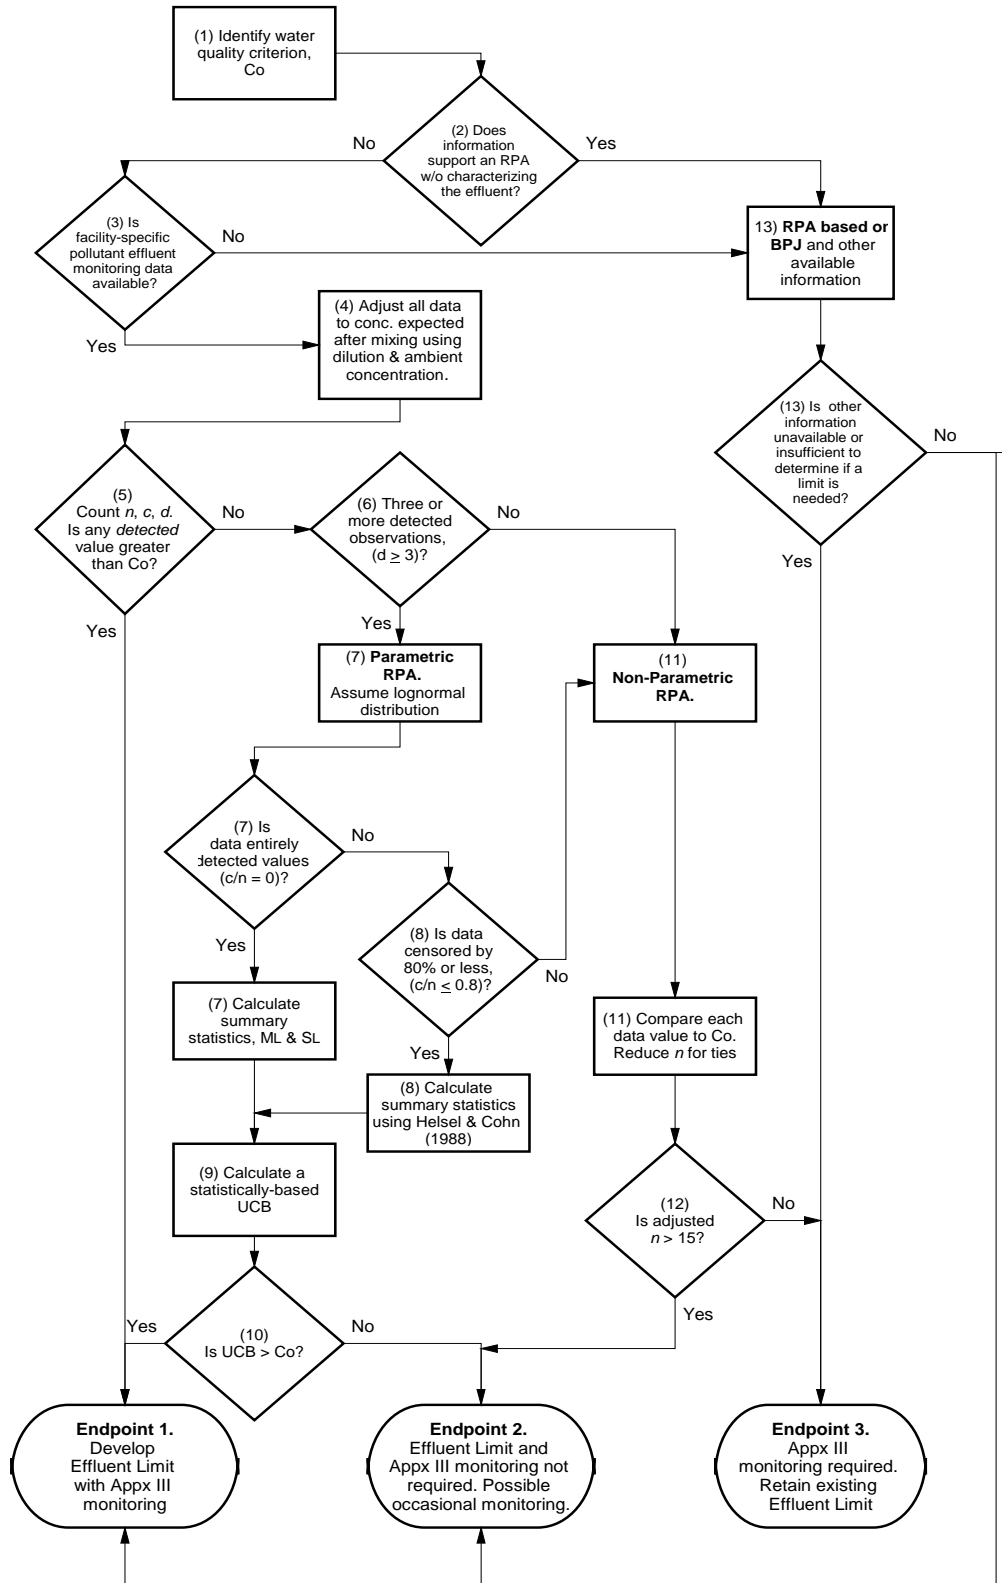 (1) Identify water
quality criterion,
Co
(2) Does
information
support an RPA
w/o characterizing
the effluent?
No
Yes
(3) Is
facility-specific
pollutant effluent
monitoring data
available?
No
Yes
13) RPA based or
BPJ and other
available
information
(4) Adjust all data
to conc. expected
after mixing using
dilution & ambient
concentration.
(13) Is other
information
unavailable or
insufficient to
determine if a
limit is
needed?
No
Yes
(5)
Count n, c, d.
Is any detected
value greater
than Co?
No
Yes
(6) Three or
more detected
observations,
(d ≥ 3)?
No
Yes
(7) Parametric
RPA.
Assume lognormal
distribution
(11)
Non-Parametric
RPA.
(7) Is
data entirely
detected values
(c/n = 0)?
No
Yes
(8) Is data
censored by
80% or less,
(c/n ≤ 0.8)?
No
Yes
(7) Calculate
summary
statistics, ML & SL
(8) Calculate
summary statistics
using Helsel & Cohn
(1988)
(11) Compare each
data value to Co.
Reduce n for ties
(9) Calculate a
statistically-based
UCB
(12)
Is adjusted
n > 15?
No
Yes
(10)
Is UCB > Co?
Yes
No
Endpoint 1.
Develop
Effluent Limit
with Appx III
monitoring
Endpoint 2.
Effluent Limit and
Appx III monitoring not
required. Possible
occasional monitoring.
Endpoint 3.
Appx III
monitoring required.
Retain existing
Effluent Limit